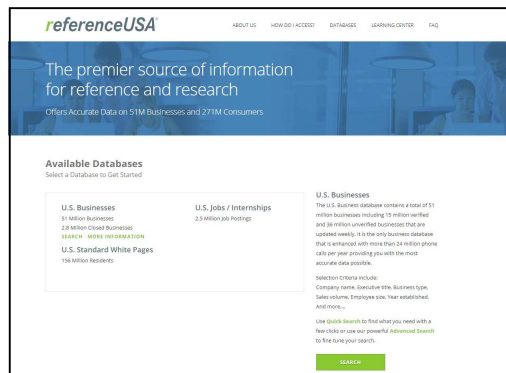 referenceUSA®
ABOUT US HOW DO I ACCESS? DATABASES LEARNING CENTER FAQ
The premier source of information
for reference and research
Offers Accurate Data on 51M Businesses and 271M Consumers
Available Databases
Select a Database to Get Started
U.S. Businesses
51 Million Businesses
2.8 Million Closed Businesses
SEARCH MORE INFORMATION
U.S. Standard White Pages
156 Million Residents
U.S. Jobs / Internships
2.5 Million Job Postings
U.S. Businesses
The U.S. Business database contains a total of 51
million businesses including 15 million verified
and 36 million unverified businesses that are
updated weekly. It is the only business database
that is enhanced with more than 24 million phone
calls per year providing you with the most
accurate data possible.
Selection Criteria Include:
Company name, Executive title, Business type,
Sales volume, Employee size, Year established,
And more...
Use Quick Search to find what you need with a
few clicks or use our powerful Advanced Search
to fine tune your search.
SEARCH